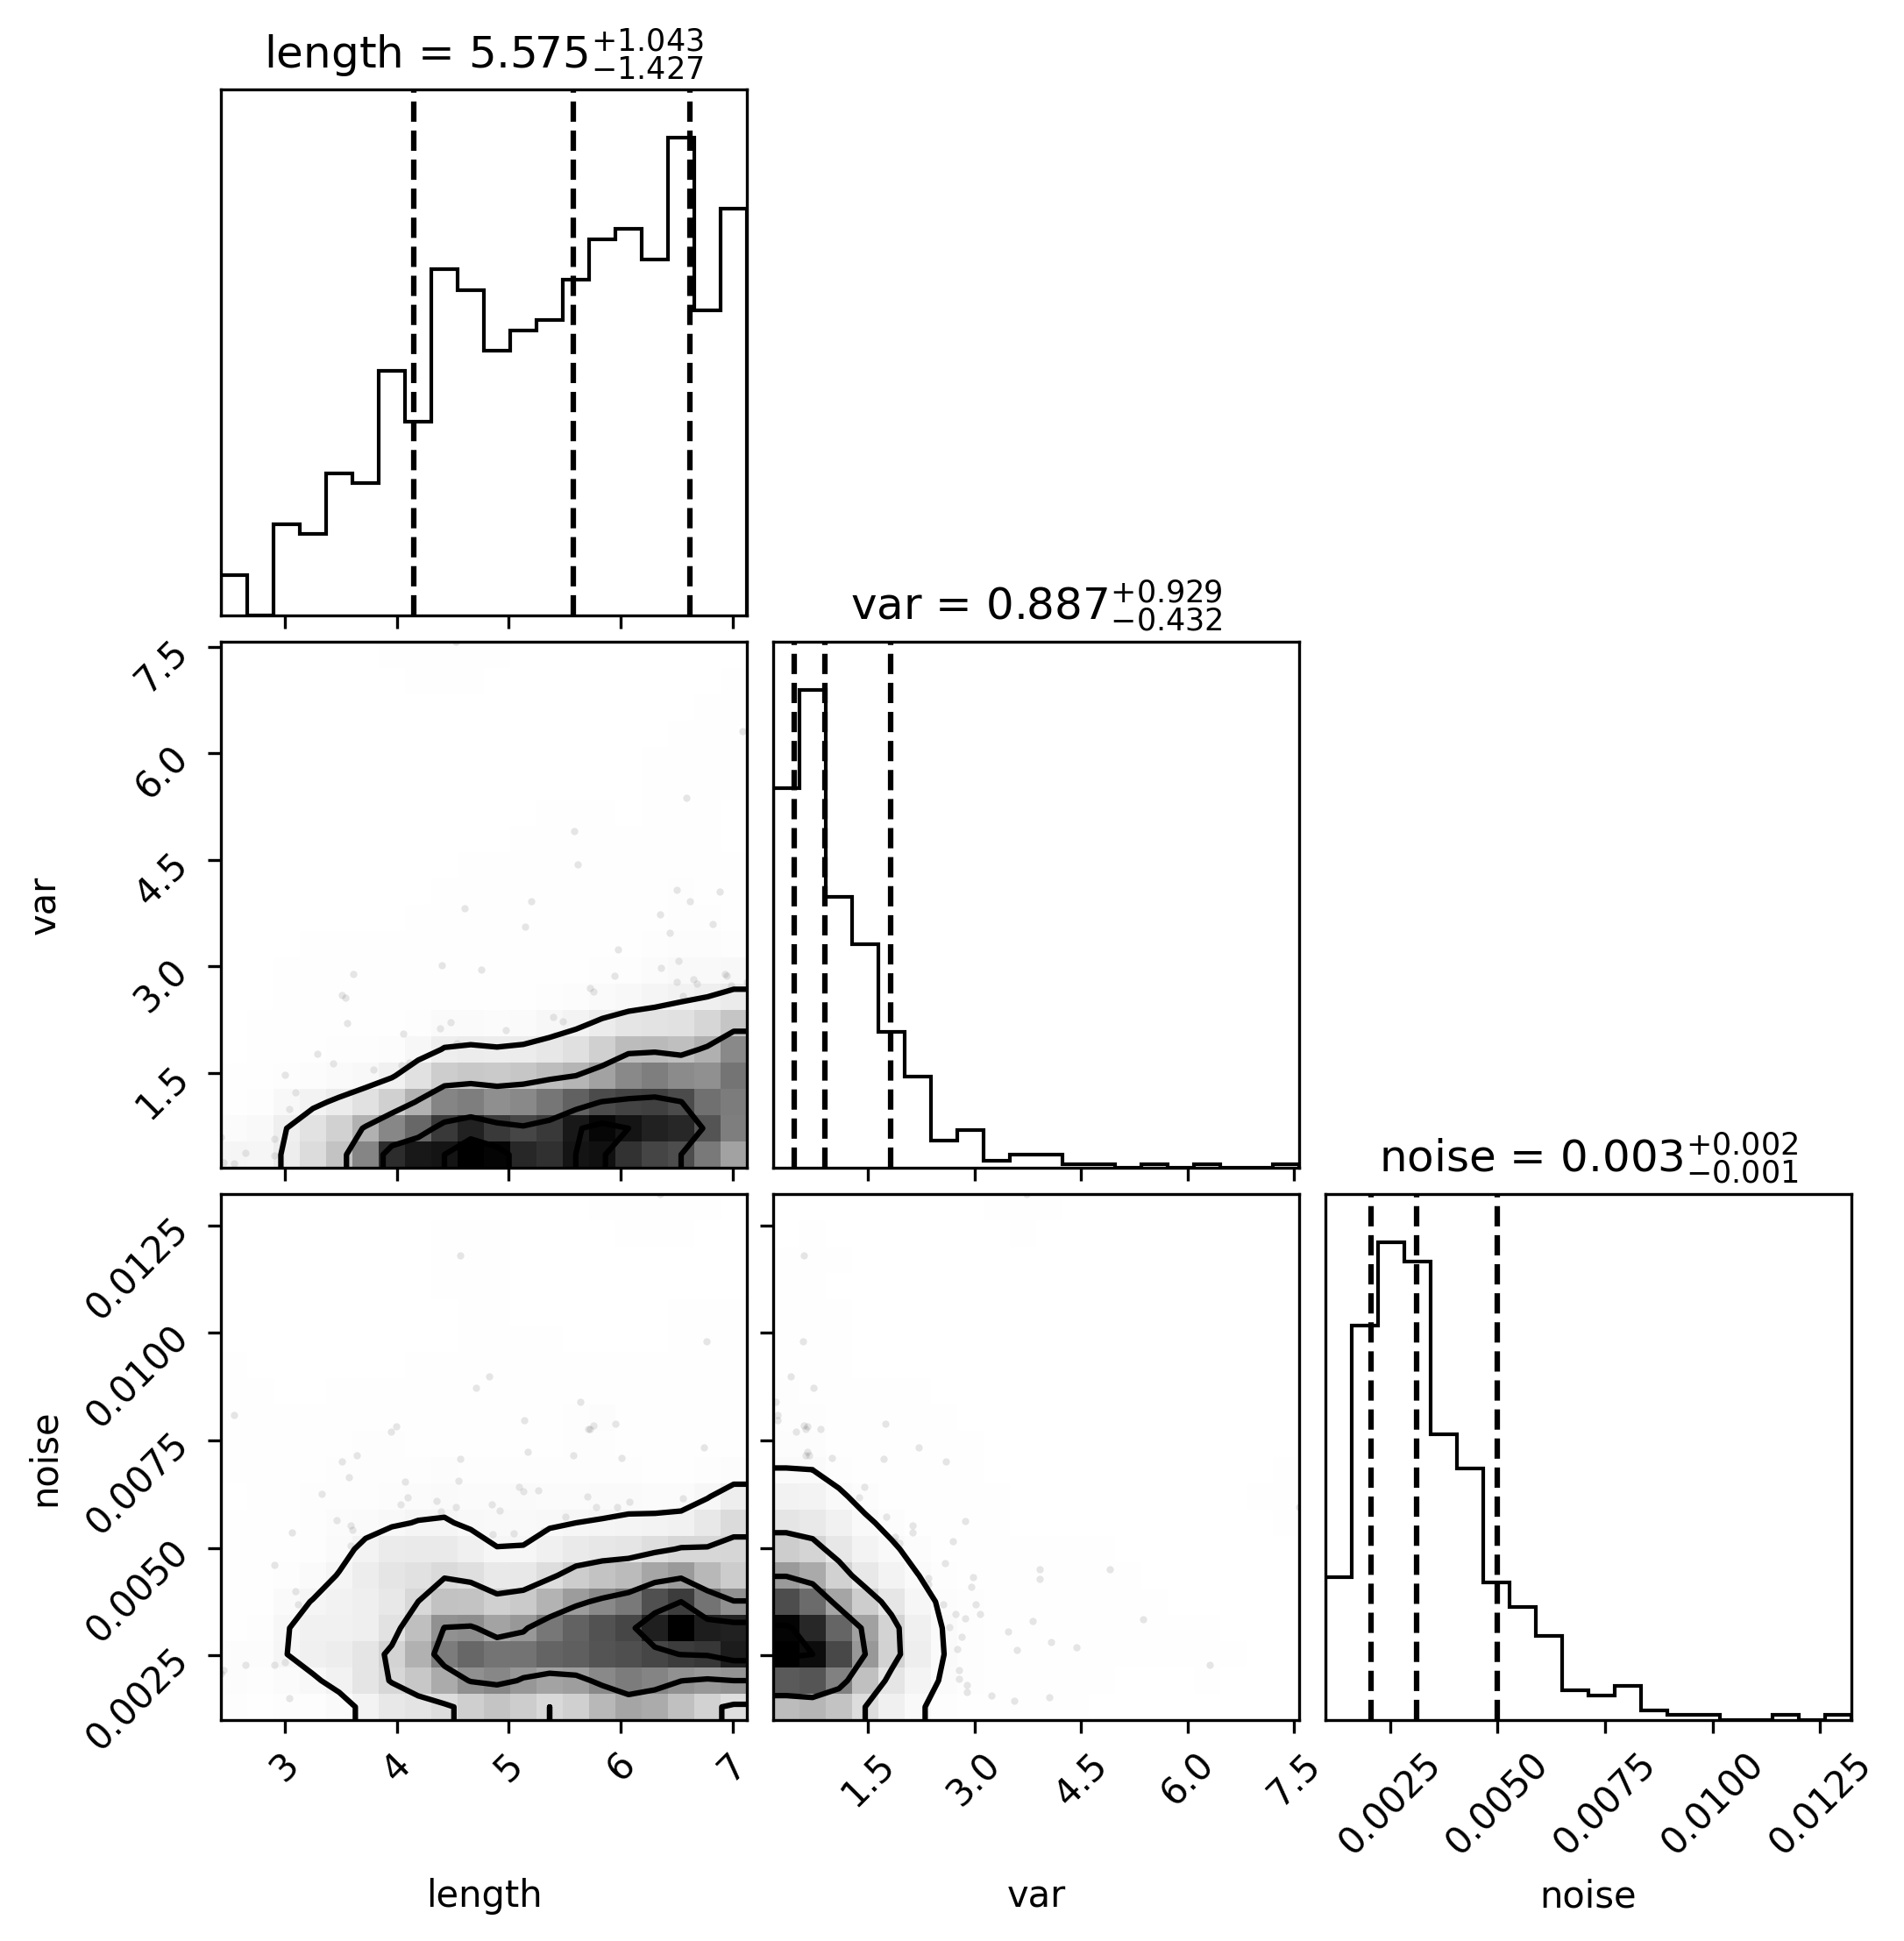 length = 5.575+1.043 −1.427
var = 0.887+0.929 −0.432
7.5
6.0
4.5
3.0
1.5
var
noise = 0.003+0.002 −0.001
0.0125
0.0100
0.0075
0.0050
0.0025
noise
3 4 5 6 7
1.5 3.0 4.5 6.0 7.5
0.0025 0.0050 0.0075 0.0100 0.0125
length
var
noise